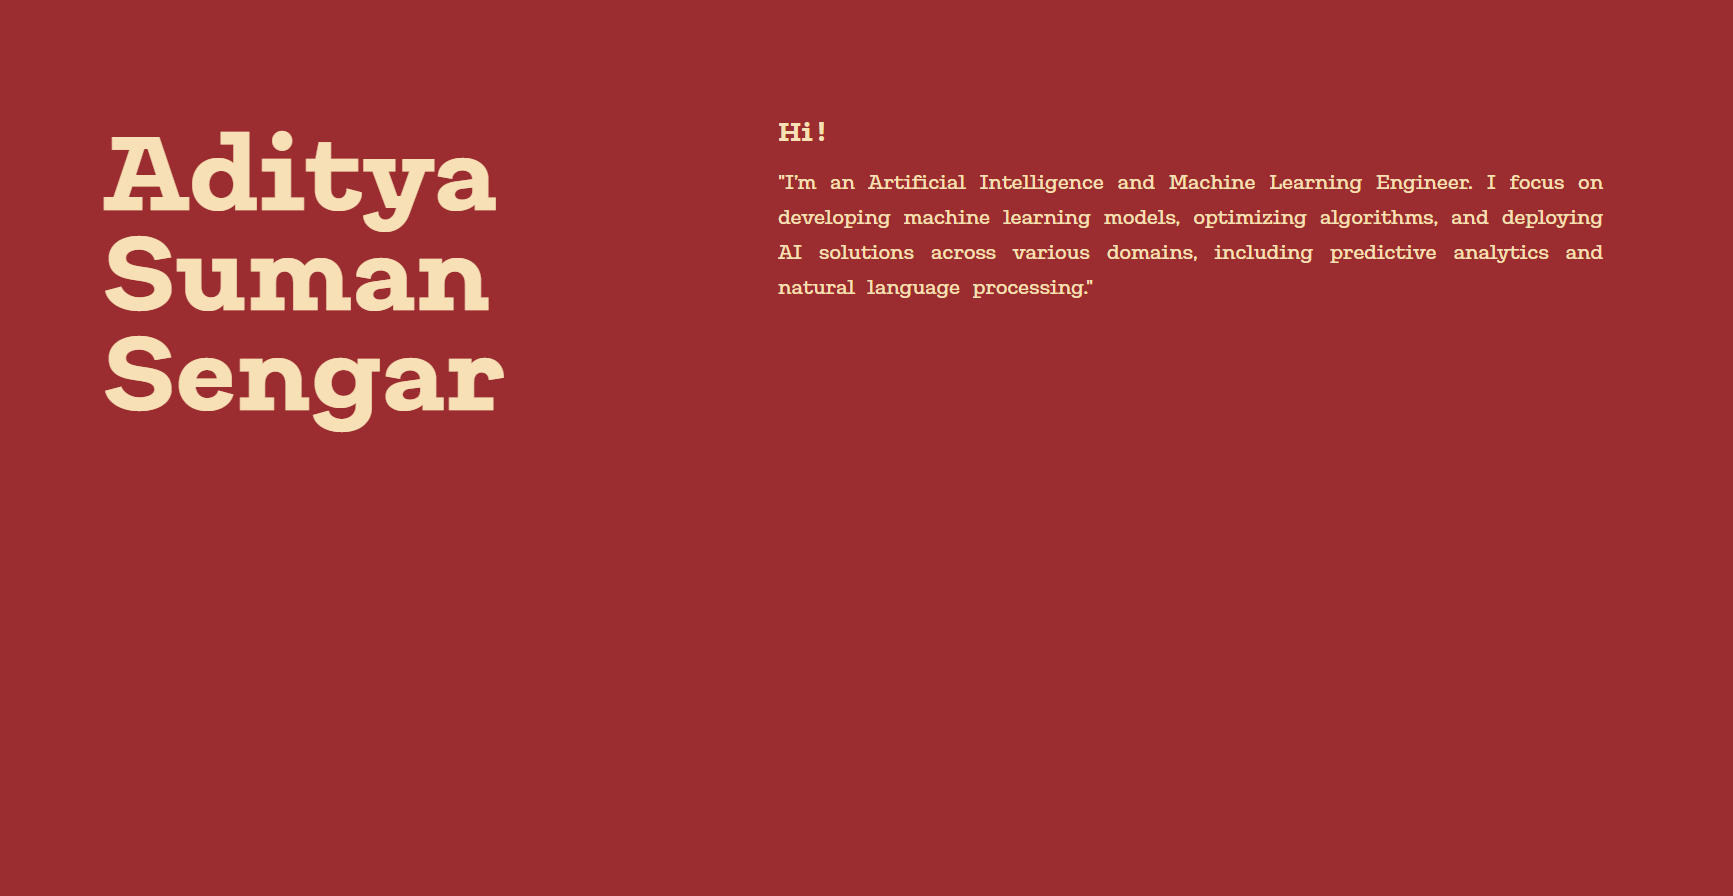 Aditya
Suman
Sengar
Hi!
"I'm an Artificial Intelligence and Machine Learning Engineer. I focus on
developing machine learning models, optimizing algorithms, and deploying
AI solutions across various domains, including predictive analytics and
natural language processing."